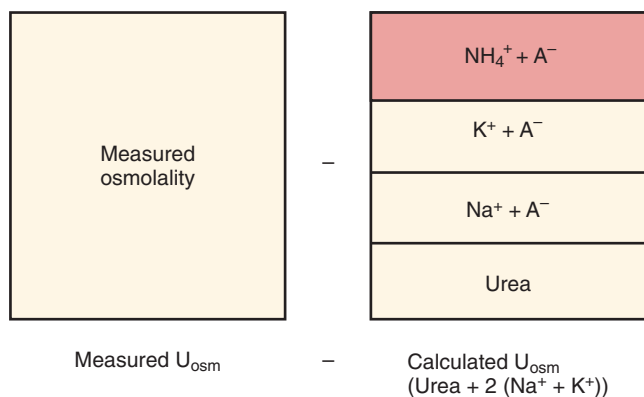 Measured
osmolality
–
NH₄⁺ + A⁻
K⁺ + A⁻
Na⁺ + A⁻
Urea
Measured Uₒₛₘ
–
Calculated Uₒₛₘ
(Urea + 2 (Na⁺ + K⁺))